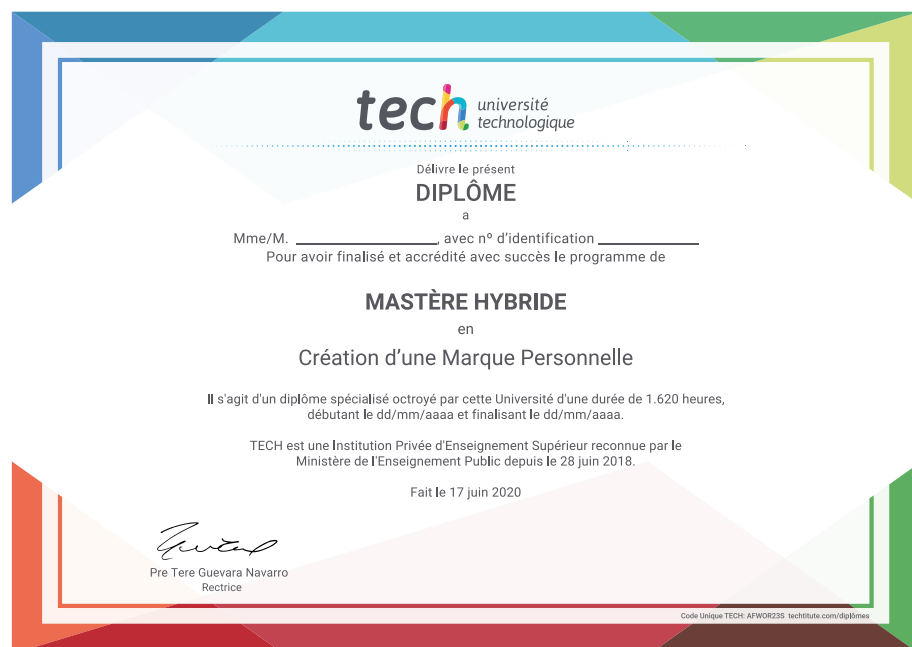 tech université
technologique
Délivre le présent
DIPLÔME
a
Mme/M. ____________________, avec nº d'identification ______________
Pour avoir finalisé et accrédité avec succès le programme de
MASTÈRE HYBRIDE
en
Création d'une Marque Personnelle
Il s'agit d'un diplôme spécialisé octroyé par cette Université d'une durée de 1.620 heures,
débutant le dd/mm/aaaa et finalisant le dd/mm/aaaa.
TECH est une Institution Privée d'Enseignement Supérieur reconnue par le
Ministère de l'Enseignement Public depuis le 28 juin 2018.
Fait le 17 juin 2020
Pre Tere Guevara Navarro
Rectrice
Code Unique TECH: AFWOR23S techtitute.com/diplômes